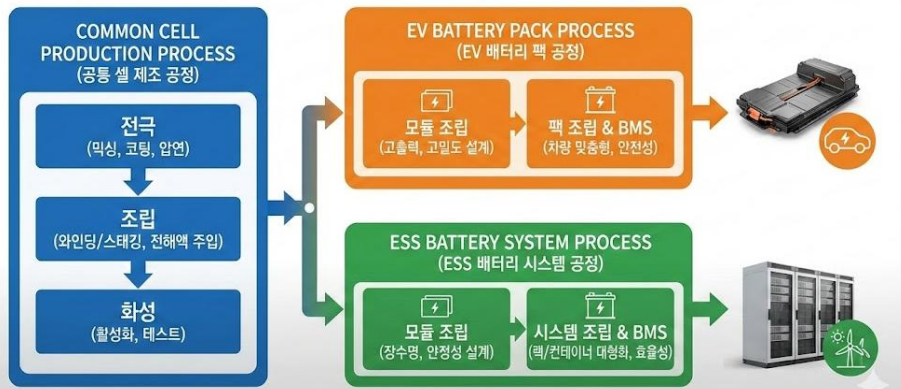 COMMON CELL
PRODUCTION PROCESS
(공통 셀 제조 공정)
전극
(믹싱, 코팅, 압연)
조립
(와인딩/스태킹, 전해액 주입)
화성
(활성화, 테스트)
EV BATTERY PACK PROCESS
(EV 배터리 팩 공정)
모듈 조립
(고출력, 고밀도 설계)
팩 조립 & BMS
(차량 맞춤형, 안전성)
ESS BATTERY SYSTEM PROCESS
(ESS 배터리 시스템 공정)
모듈 조립
(장수명, 안정성 설계)
시스템 조립 & BMS
(랙/컨테이너 대형화, 효율성)